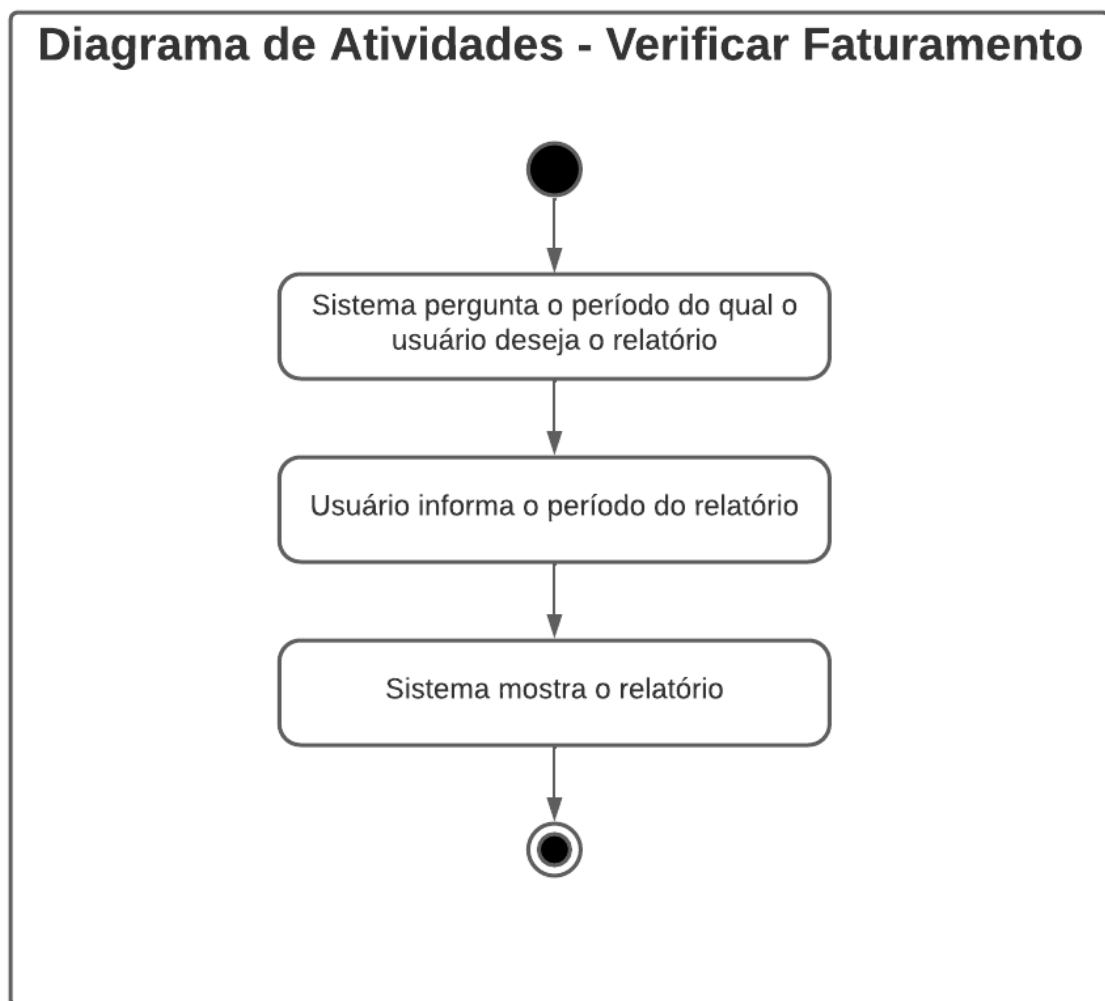 Diagrama de Atividades - Verificar Faturamento
Sistema pergunta o período do qual o
usuário deseja o relatório
Usuário informa o período do relatório
Sistema mostra o relatório